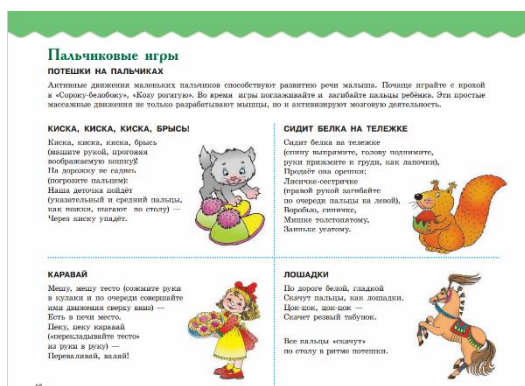 Пальчиковые игры
ПОТЕШКИ НА ПАЛЬЧИКАХ
Активные движения маленьких пальчиков способствуют развитию речи малыша. Почаще играйте с крохой
в «Сороку-белобоку», «Козу рогатую». Во время игры поглаживайте и загибайте пальцы ребёнка. Эти простые
массажные движения не только разрабатывают мышцы, но и активизируют мозговую деятельность.
КИСКА, КИСКА, КИСКА, БРЫСЬ!
Киска, киска, киска, брысь
(машите рукой, прогоняя
воображаемую кошку)!
На дорожку не садись
(погрозите пальцем):
Наша деточка пойдёт
(указательный и средний пальцы,
как ножки, шагают по столу) —
Через киску упадёт.
СИДИТ БЕЛКА НА ТЕЛЕЖКЕ
Сидит белка на тележке
(спину выпрямите, голову поднимите,
руки прижмите к груди, как лапочки),
Продаёт она орешки:
Лисичке-сестричке
(правой рукой загибайте
по очереди пальцы на левой),
Воробью, синичке,
Мишке толстопятому,
Заиньке усатому.
КАРАВАЙ
Мешу, мешу тесто (сожмите руки
в кулаки и по очереди совершайте
ими движения сверху вниз) —
Есть в печи место.
Пеку, пеку каравай
(«перекладывайте тесто»
из руки в руку) —
Переваливай, валяй!
ЛОШАДКИ
По дороге белой, гладкой
Скачут пальцы, как лошадки.
Цок-цок, цок-цок —
Скачет резвый табунок.
Все пальцы «скачут»
по столу в ритме потешки.